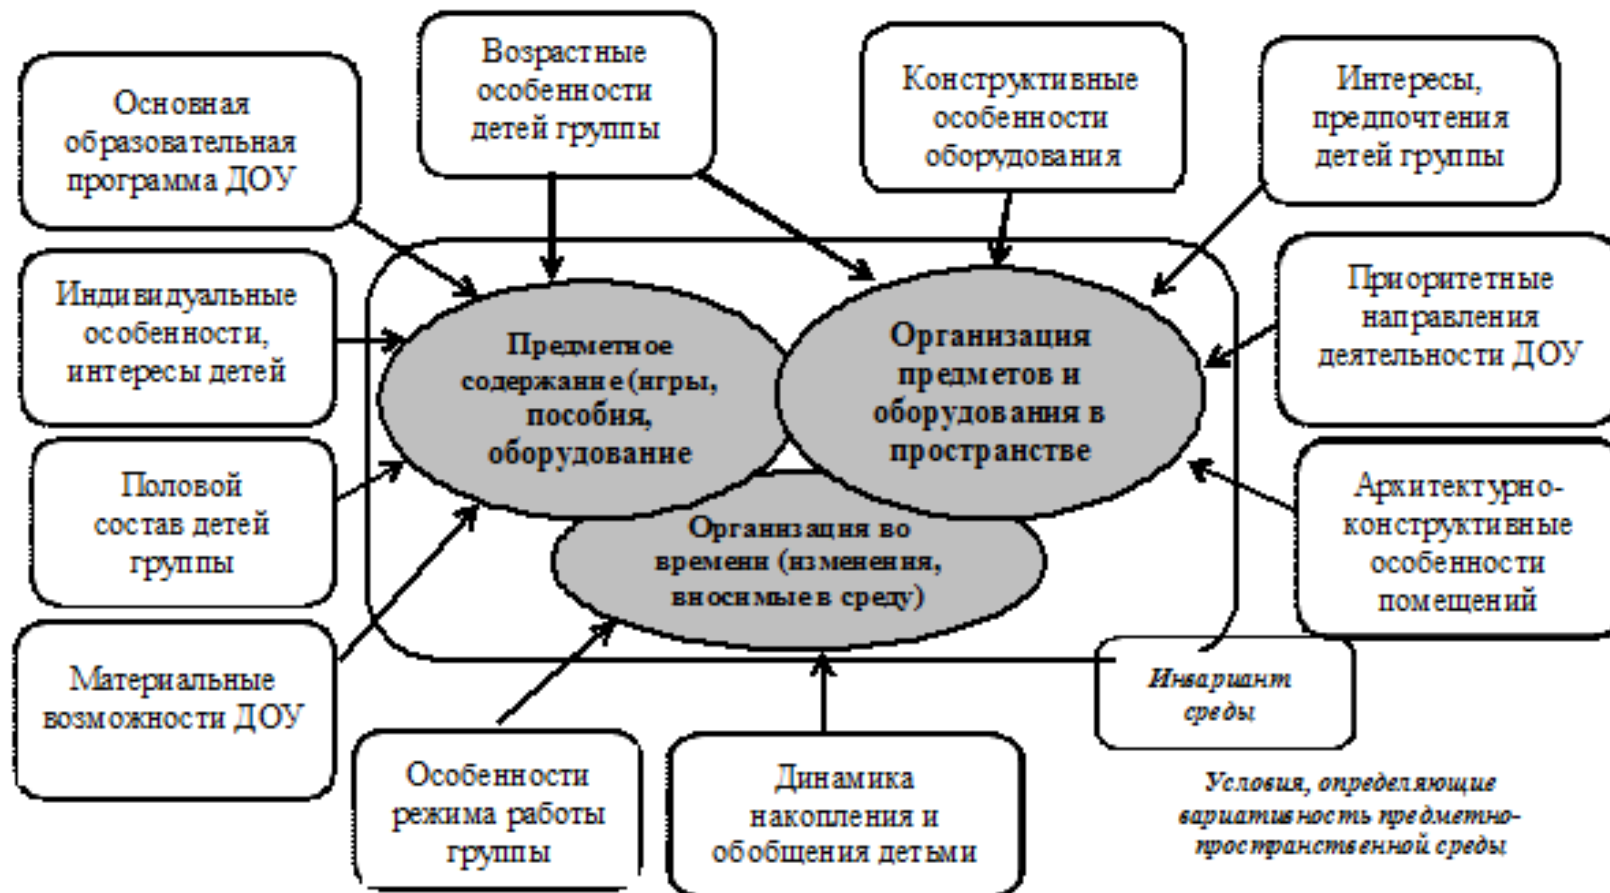 Основная
образовательная
программа ДОУ
Возрастные
особенности
детей группы
Конструктивные
особенности
оборудования
Интересы,
предпочтения
детей группы
Индивидуальные
особенности,
интересы детей
Предметное
содержание (игры,
пособия,
оборудование
Организация
предметов и
оборудования в
пространстве
Приоритетные
направления
деятельности ДОУ
Половой
состав детей
группы
Организация во
времени (изменения,
вносимые в среду)
Архитектурно-
конструктивные
особенности
помещений
Материальные
возможности ДОУ
Инвариант
среды
Особенности
режима работы
группы
Динамика
накопления и
обобщения детьми
Условия, определяющие
вариативность предметно-
пространственной среды